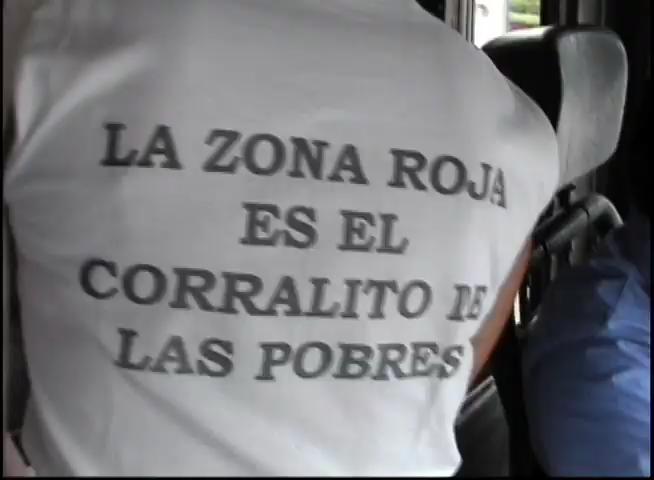 LA ZONA ROJA
ES EL
CORRALITO DE
LAS POBRES